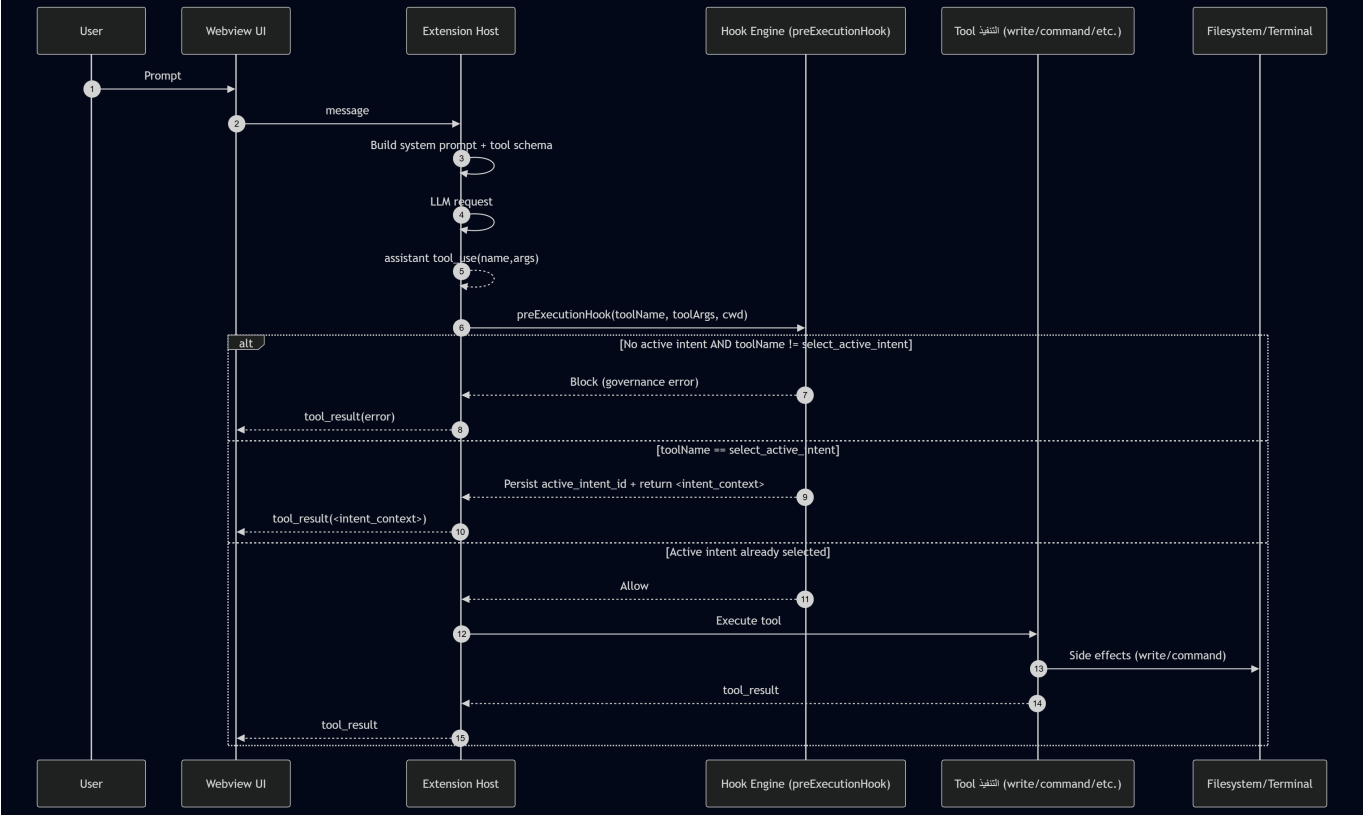 User
Webview UI
Extension Host
Hook Engine (preExecutionHook)
Tool التنفيذ (write/command/etc.)
Filesystem/Terminal
1
Prompt
2
message
Build system prompt + tool schema
3
LLM request
4
assistant tool_use(name,args)
5
6
preExecutionHook(toolName, toolArgs, cwd)
alt
[No active intent AND toolName != select_active_intent]
Block (governance error)
7
tool_result(error)
8
[toolName == select_active_intent]
Persist active_intent_id + return <intent_context>
9
tool_result(<intent_context>)
10
[Active intent already selected]
Allow
11
12
Execute tool
13
Side effects (write/command)
tool_result
14
tool_result
15
User
Webview UI
Extension Host
Hook Engine (preExecutionHook)
Tool التنفيذ (write/command/etc.)
Filesystem/Terminal